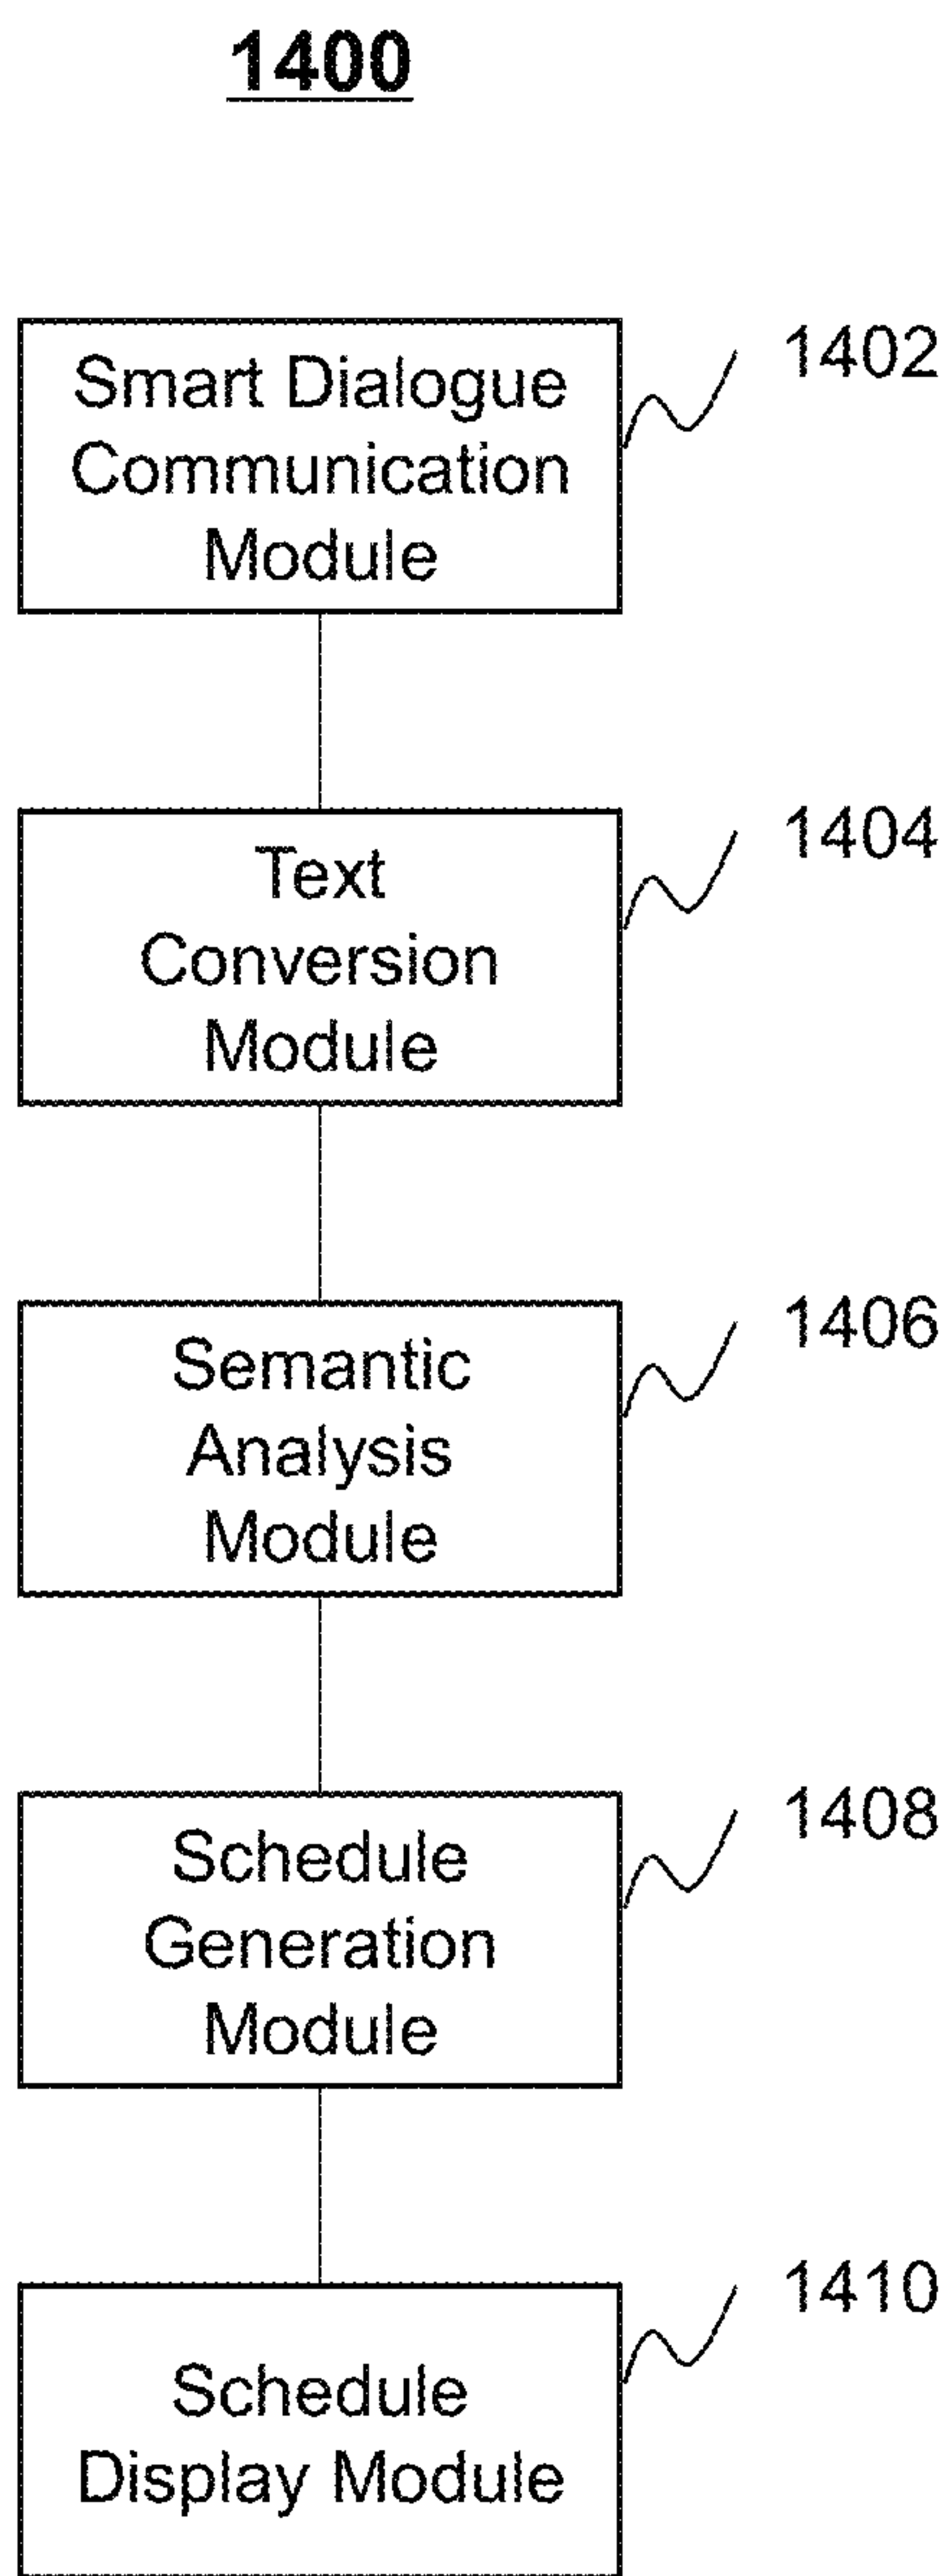 1400
Smart Dialogue
Communication
Module
1402
Text
Conversion
Module
1404
Semantic
Analysis
Module
1406
Schedule
Generation
Module
1408
Schedule
Display Module
1410